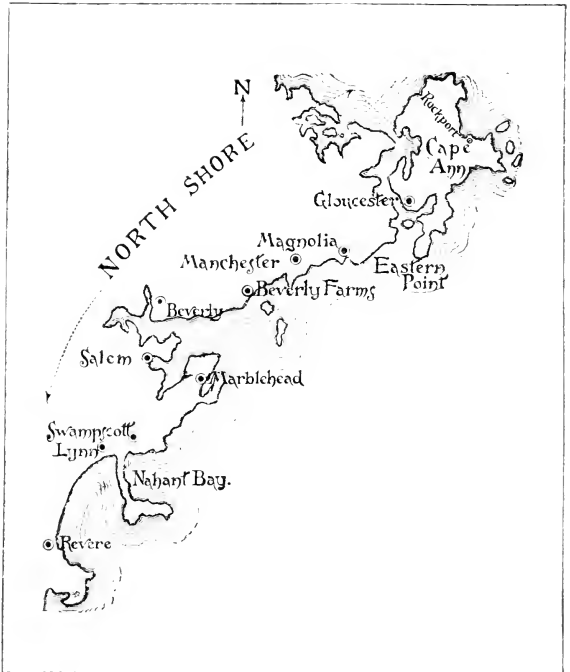 N
NORTH SHORE
Rockport
Cape
Ann
Gloucester
Magnolia
Manchester
Eastern
Point
Beverly Farms
Beverly
Salem
Marblehead
Swampscott
Lynn
Nahant Bay.
Revere